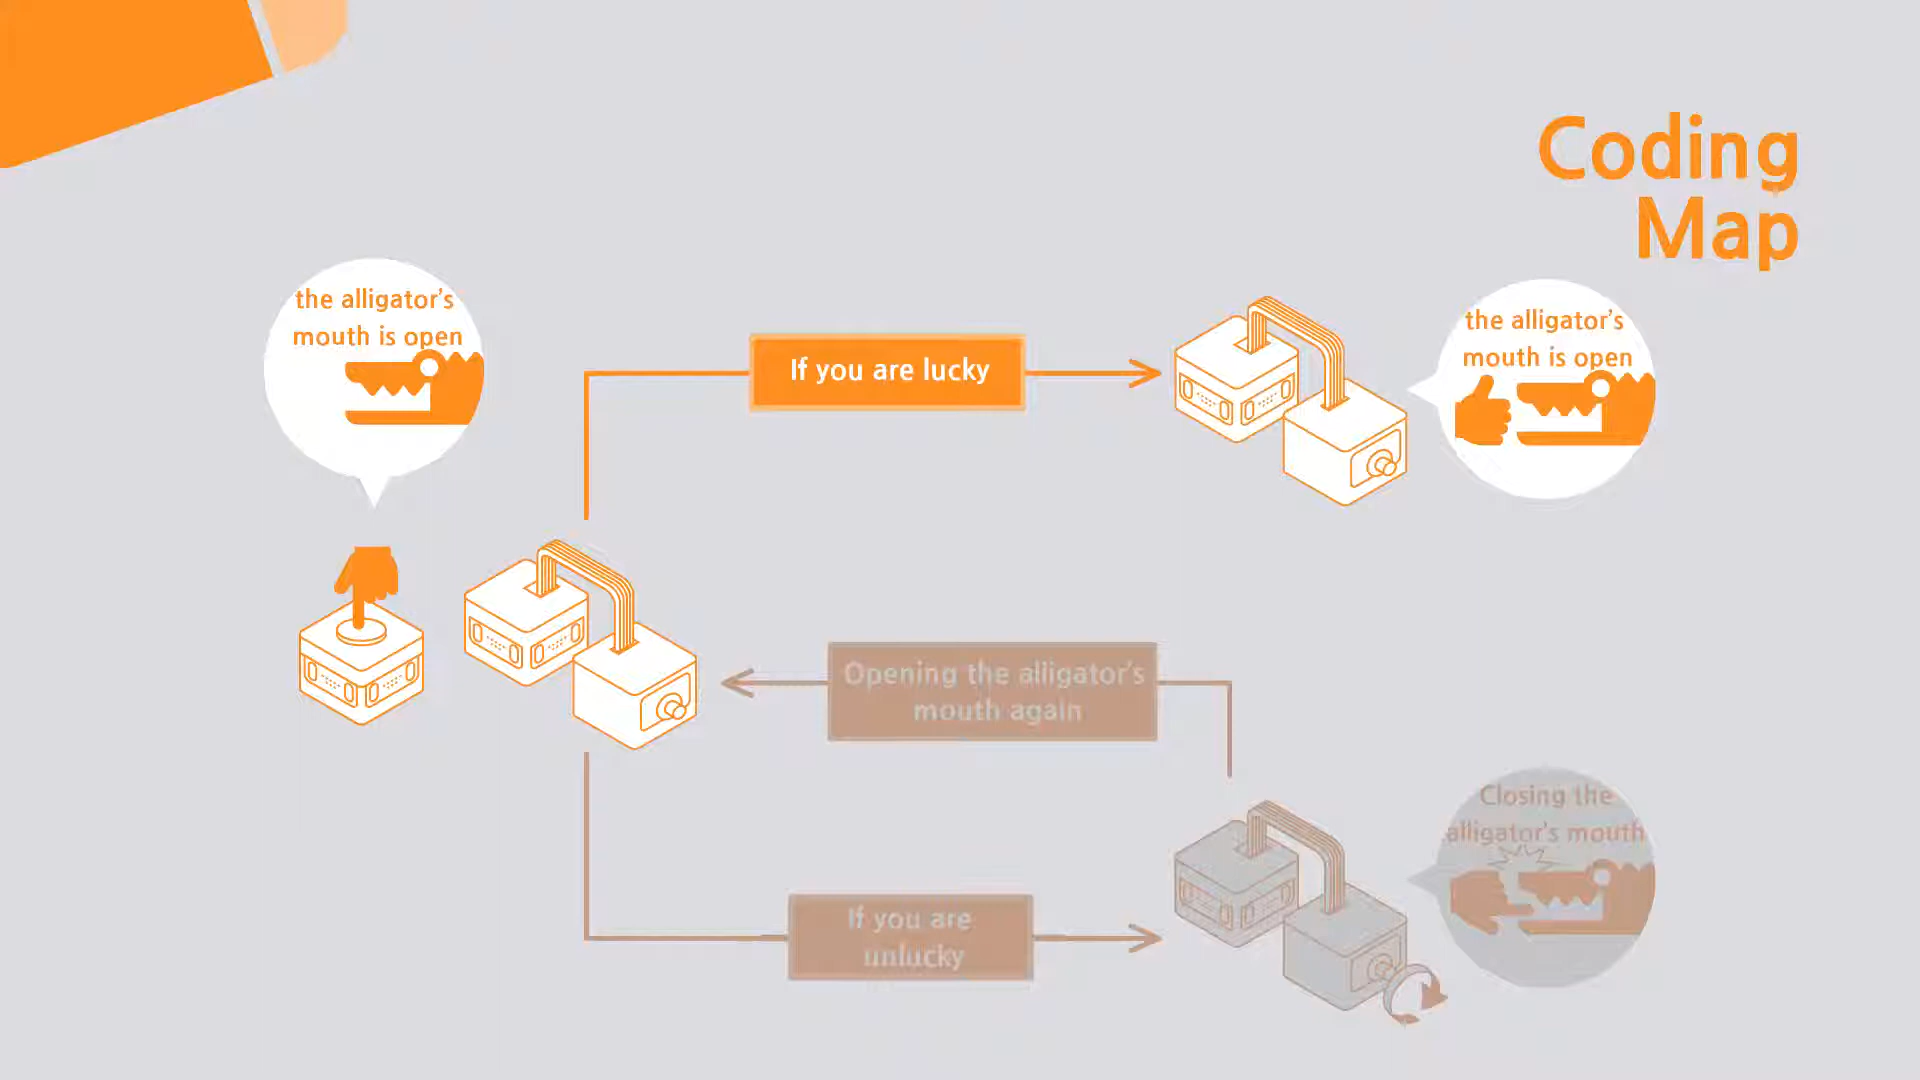 Coding
Map
the alligator's
mouth is open
If you are lucky
the alligator's
mouth is open
Opening the alligator's
mouth again
Closing the
alligator's mouth
If you are
unlucky